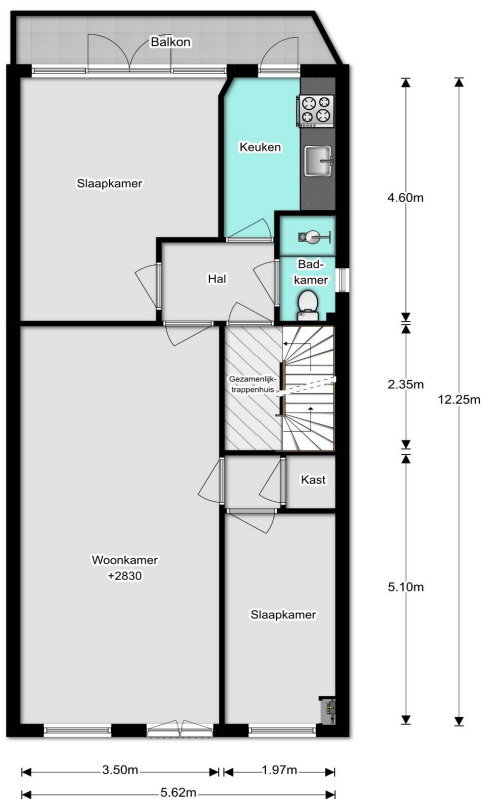 Balkon
Keuken
Slaapkamer
4.60m
Bad-
kamer
Hal
Gezamenlijk-
trappenhuis
2.35m
12.25m
Kast
Woonkamer
+2830
5.10m
Slaapkamer
3.50m
1.97m
5.62m